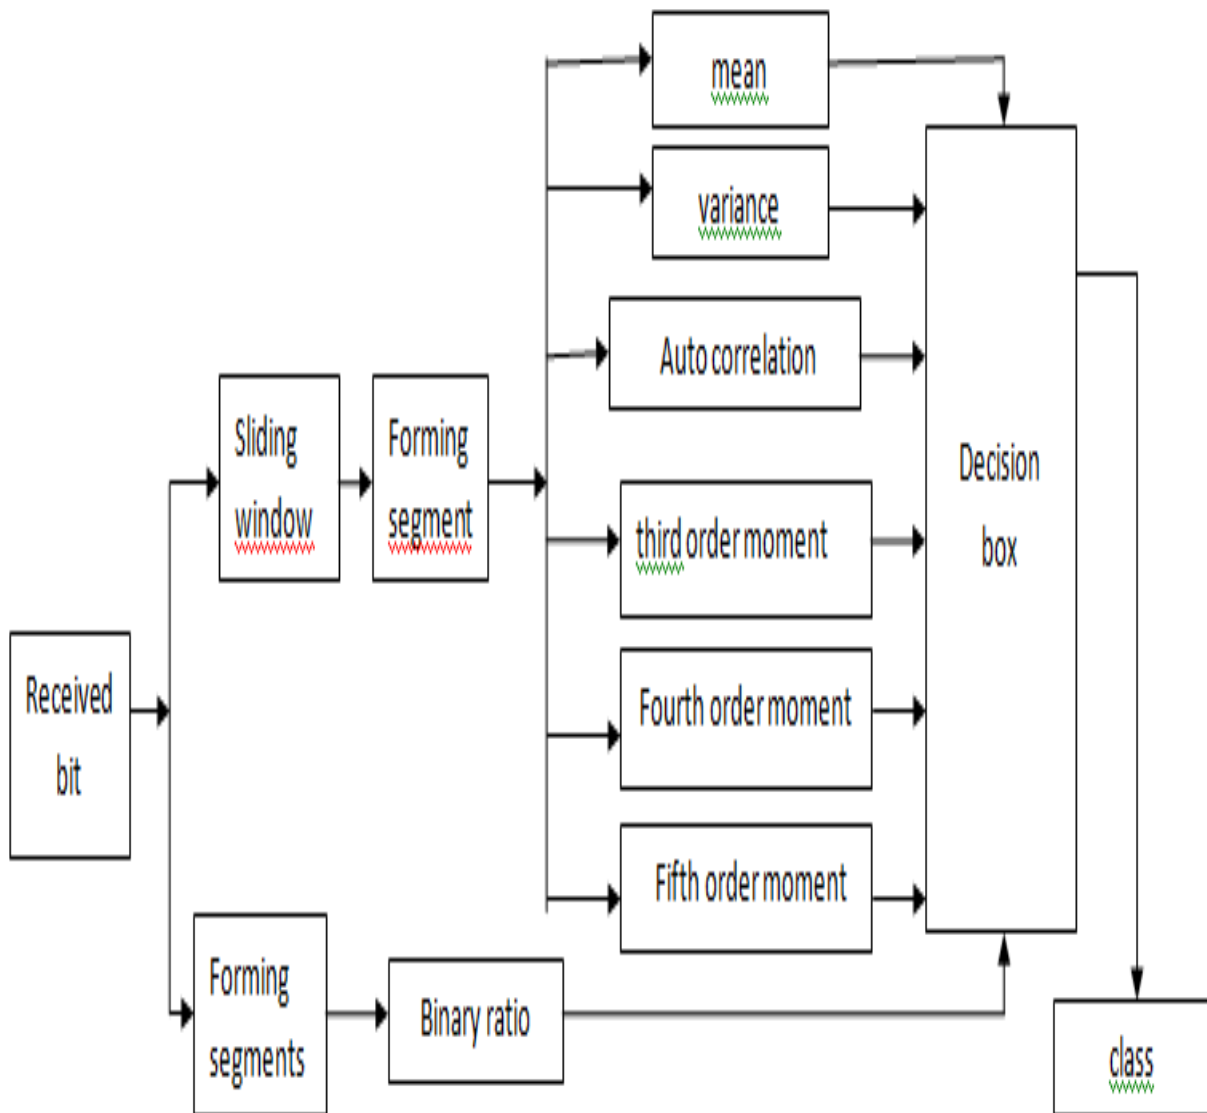 mean
variance
Auto correlation
Sliding
window
Forming
segment
third order moment
Decision
box
Received
bit
Fourth order moment
Fifth order moment
Forming
segments
Binary ratio
class